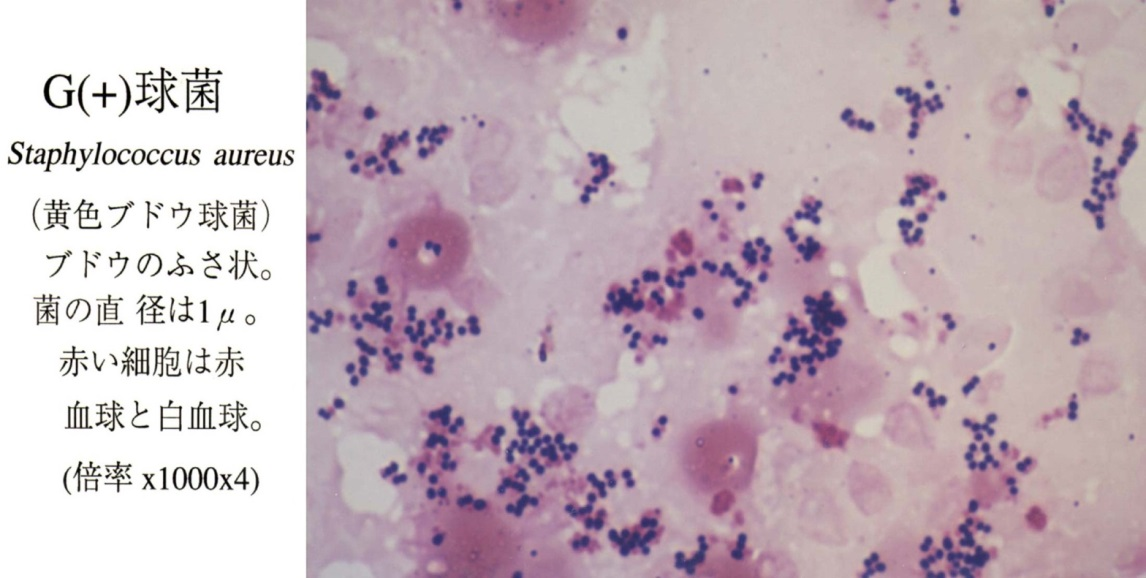 G(+)球菌
Staphylococcus aureus
(黄色ブドウ球菌)
ブドウのふさ状。
菌の直 径は1μ。
赤い細胞は赤
血球と白血球。
(倍率 x1000x4)